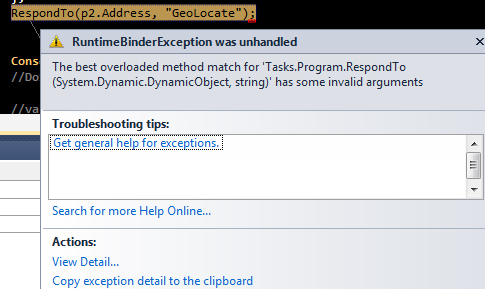 RespondTo(p2.Address, "GeoLocate");
RuntimeBinderException was unhandled
Cons
//Do
The best overloaded method match for 'Tasks.Program.RespondTo
(System.Dynamic.DynamicObject, string)' has some invalid arguments
//va
Troubleshooting tips:
Get general help for exceptions.
Search for more Help Online...
Actions:
View Detail...
Copy exception detail to the clipboard